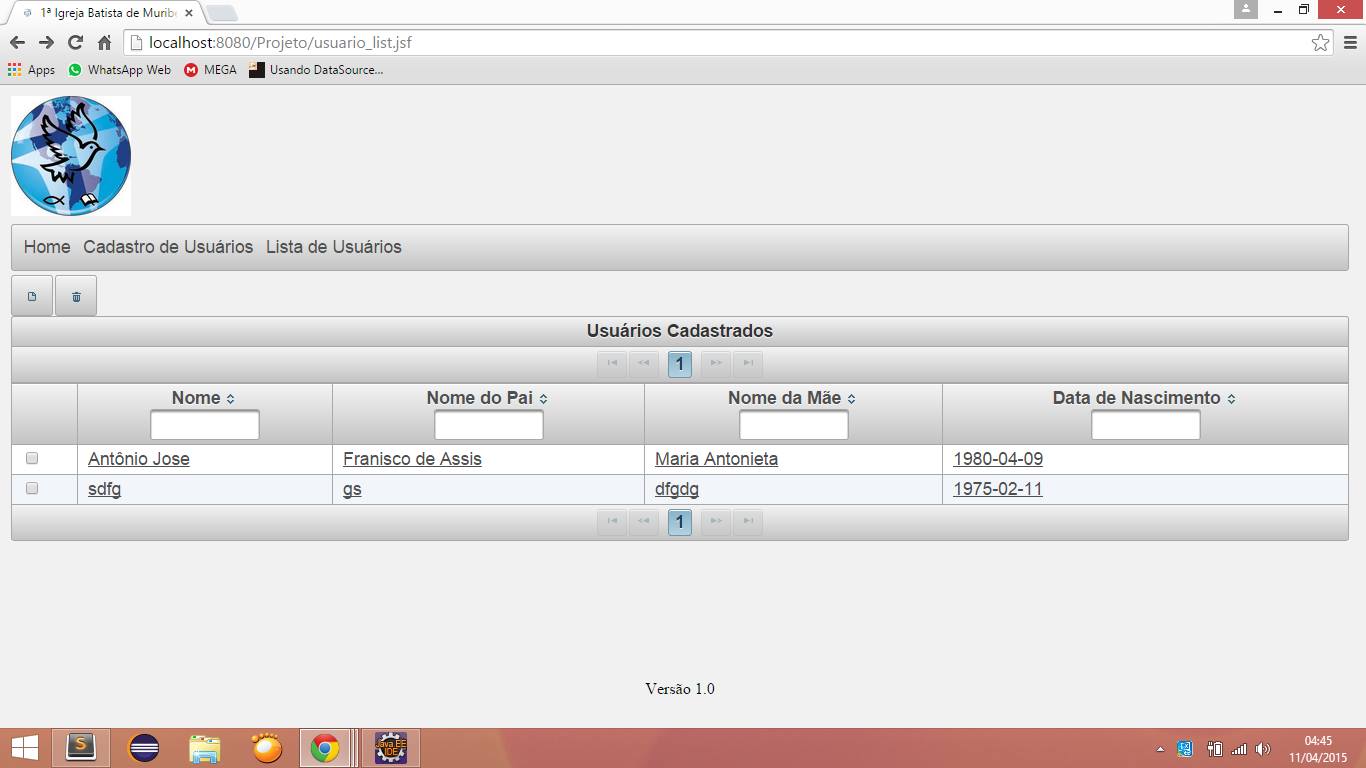 1ª Igreja Batista de Muribe
localhost:8080/Projeto/usuario_list.jsf
Apps WhatsApp Web MEGA Usando DataSource...
Home Cadastro de Usuários Lista de Usuários
Usuários Cadastrados
1
Nome Nome do Pai Nome da Mãe Data de Nascimento
Antônio Jose Franisco de Assis Maria Antonieta 1980-04-09
sdfg gs dfgdg 1975-02-11
1
Versão 1.0
Java EE
IDE
04:45
11/04/2015